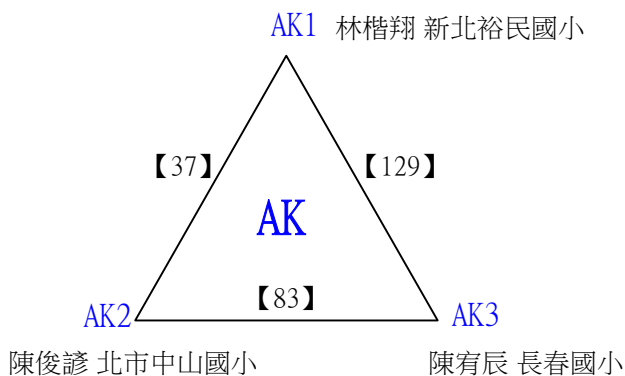 AK1 林楷翔 新北裕民國小
【37】 【129】
AK
【83】
AK2 AK3
陳俊諺 北市中山國小 陳宥辰 長春國小